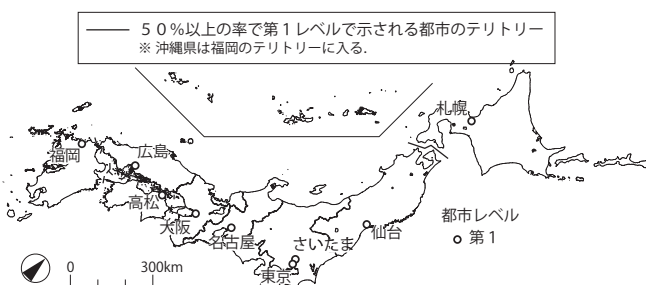 ５０％以上の率で第１レベルで示される都市のテリトリー
※ 沖縄県は福岡のテリトリーに入る.
札幌
広島
福岡
高松
大阪
名古屋
さいたま
東京
仙台
都市レベル
第１
0 300km